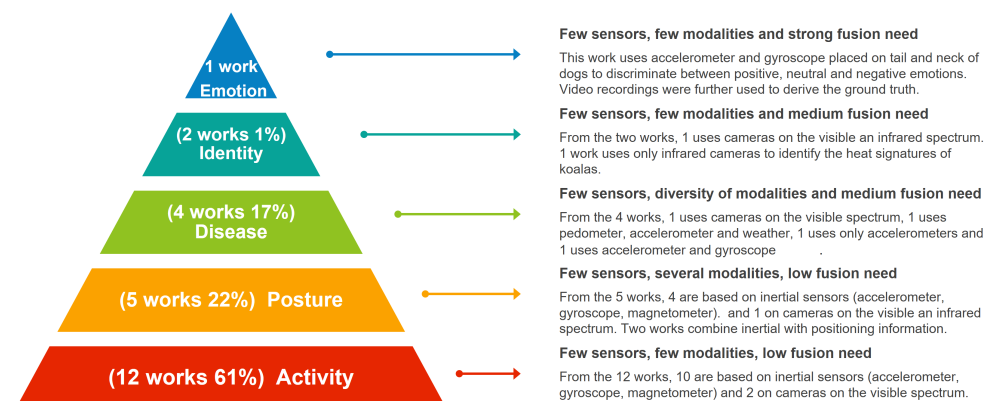 1 work
Emotion
Few sensors, few modalities and strong fusion need
This work uses accelerometer and gyroscope placed on tail and neck of
dogs to discriminate between positive, neutral and negative emotions.
Video recordings were further used to derive the ground truth.
(2 works 1%)
Identity
Few sensors, few modalities and medium fusion need
From the two works, 1 uses cameras on the visible an infrared spectrum.
1 work uses only infrared cameras to identify the heat signatures of
koalas.
(4 works 17%)
Disease
Few sensors, diversity of modalities and medium fusion need
From the 4 works, 1 uses cameras on the visible spectrum, 1 uses
pedometer, accelerometer and weather, 1 uses only accelerometers and
1 uses accelerometer and gyroscope .
(5 works 22%) Posture
Few sensors, several modalities, low fusion need
From the 5 works, 4 are based on inertial sensors (accelerometer,
gyroscope, magnetometer). and 1 on cameras on the visible an infrared
spectrum. Two works combine inertial with positioning information.
(12 works 61%) Activity
Few sensors, few modalities, low fusion need
From the 12 works, 10 are based on inertial sensors (accelerometer,
gyroscope, magnetometer) and 2 on cameras on the visible spectrum.